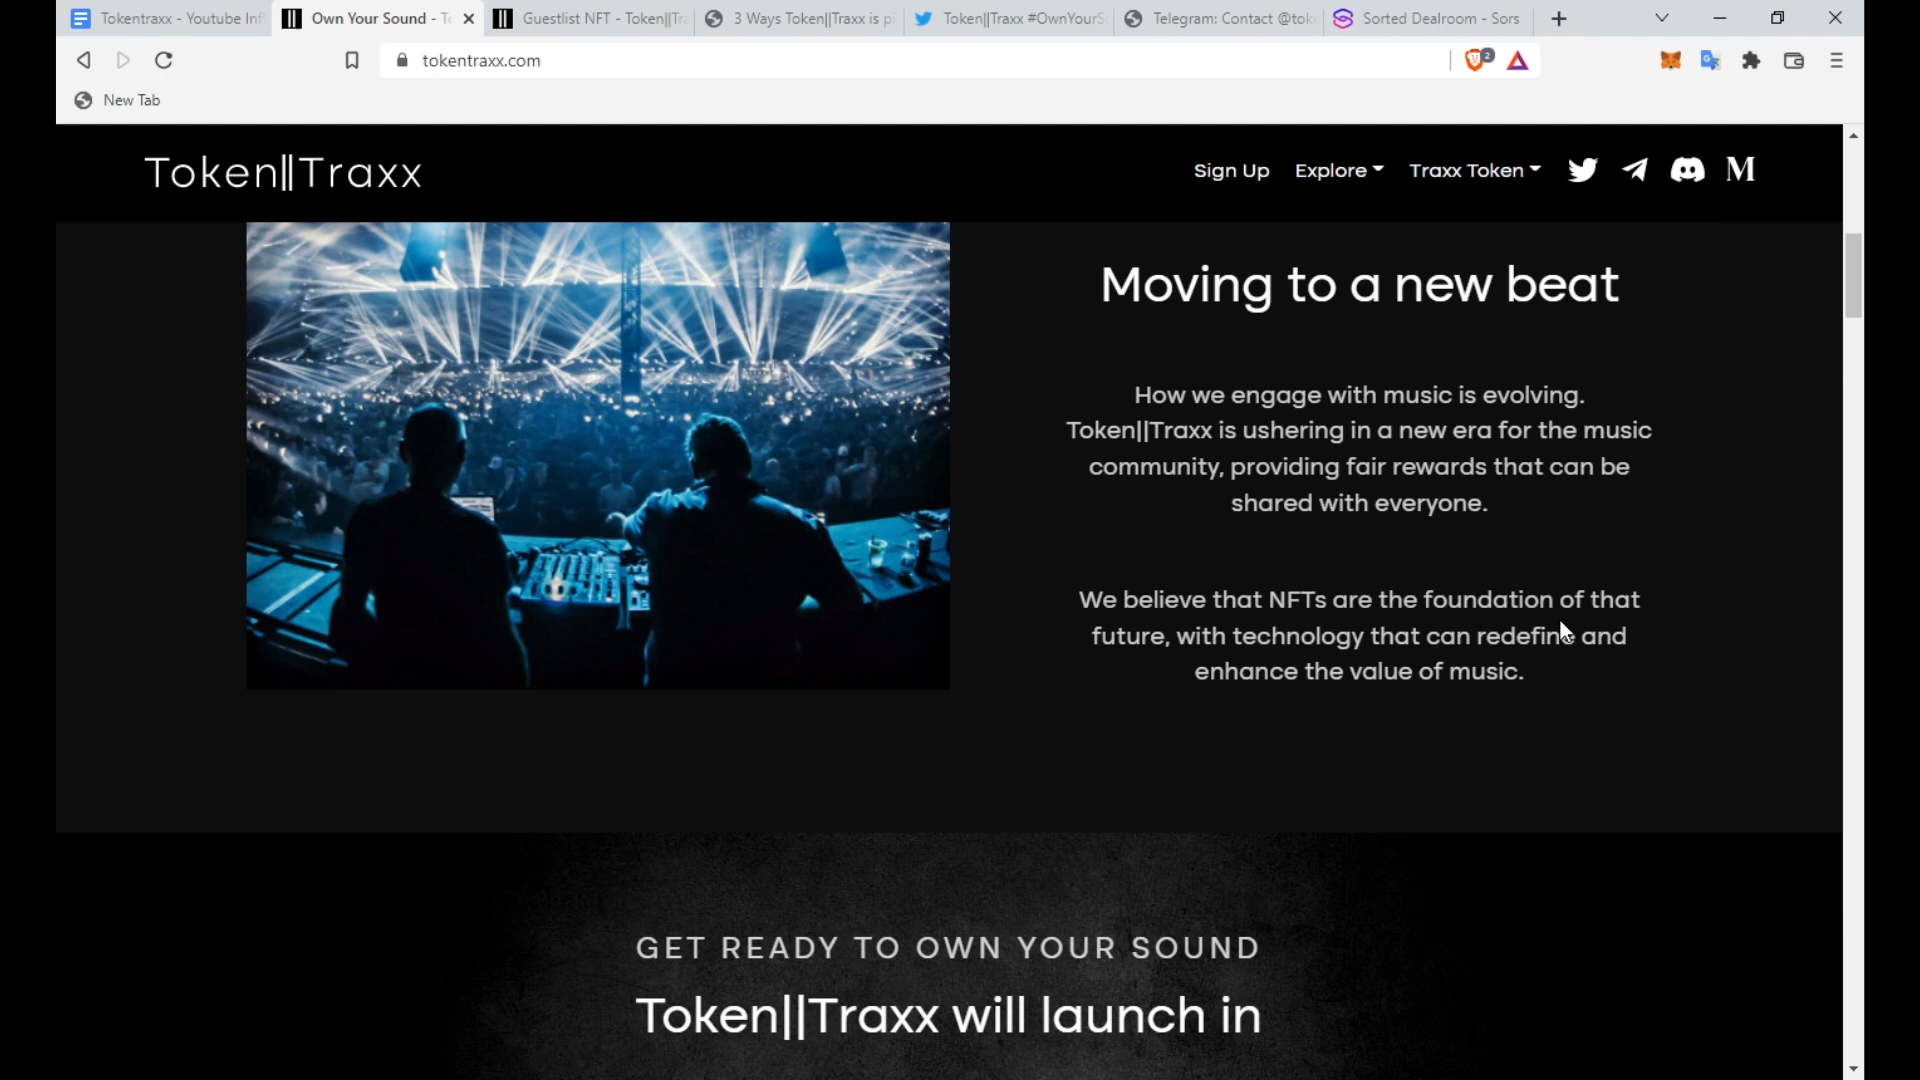 Tokentraxx - Youtube Inf
Own Your Sound - To
Guestlist NFT - Token||Tra
3 Ways Token||Traxx is pi
Token||Traxx #OwnYourS
Telegram: Contact @tok
Sorted Dealroom - Sors
tokentraxx.com
2
New Tab
Token||Traxx
Sign Up
Explore
Traxx Token
M
Moving to a new beat
How we engage with music is evolving.
Token||Traxx is ushering in a new era for the music
community, providing fair rewards that can be
shared with everyone.
We believe that NFTs are the foundation of that
future, with technology that can redefine and
enhance the value of music.
GET READY TO OWN YOUR SOUND
Token||Traxx will launch in